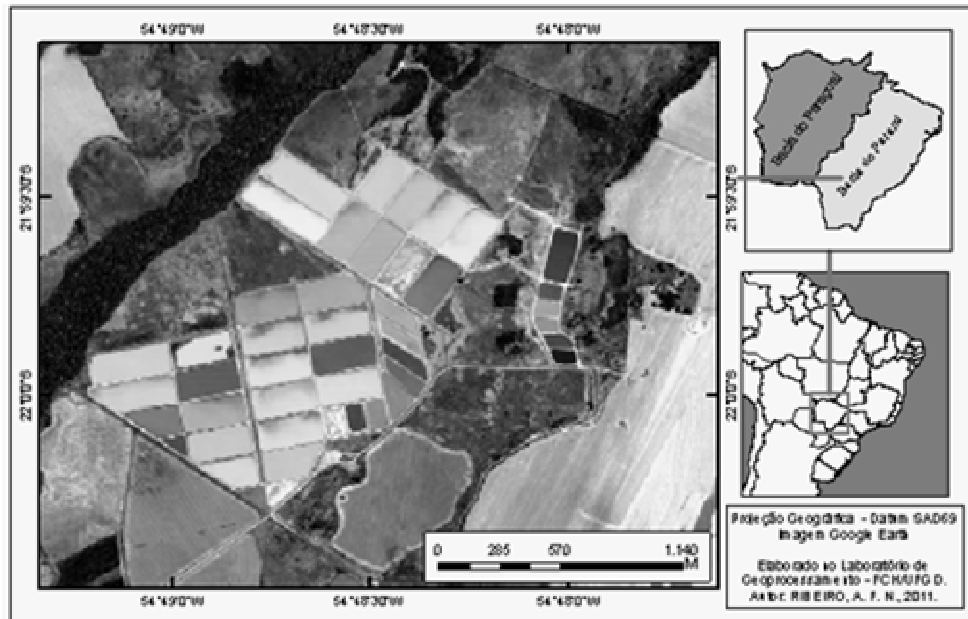 54°49'0"W 54°48'30"W 54°48'0"W
21°59'30"S
21°59'30"S
22°0'0"S
22°0'0"S
Bacia do Paraguai
Bacia do Paraná
0 285 570 1.140
M
54°49'0"W 54°48'30"W 54°48'0"W
Projeção Geográfica - Datum SAD69
Imagem Google Earth
Elaborado no Laboratório de
Geoprocessamento - FCH/UFGD.
Autor: RIBEIRO, A. F. N., 2011.